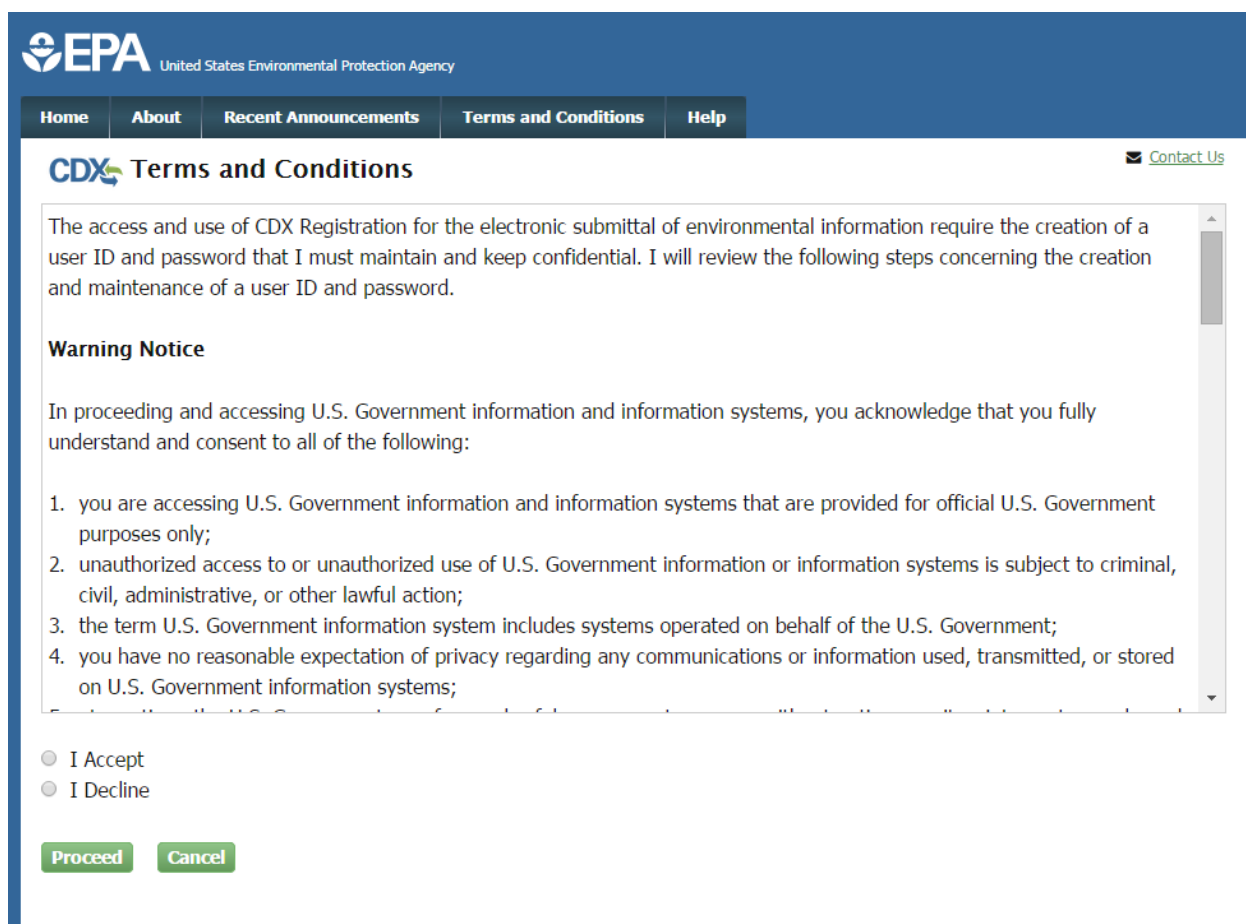 EPA United States Environmental Protection Agency
Home About Recent Announcements Terms and Conditions Help
Contact Us
CDX Terms and Conditions
The access and use of CDX Registration for the electronic submittal of environmental information require the creation of a
user ID and password that I must maintain and keep confidential. I will review the following steps concerning the creation
and maintenance of a user ID and password.
Warning Notice
In proceeding and accessing U.S. Government information and information systems, you acknowledge that you fully
understand and consent to all of the following:
1. you are accessing U.S. Government information and information systems that are provided for official U.S. Government
purposes only;
2. unauthorized access to or unauthorized use of U.S. Government information or information systems is subject to criminal,
civil, administrative, or other lawful action;
3. the term U.S. Government information system includes systems operated on behalf of the U.S. Government;
4. you have no reasonable expectation of privacy regarding any communications or information used, transmitted, or stored
on U.S. Government information systems;
I Accept
I Decline
Proceed Cancel